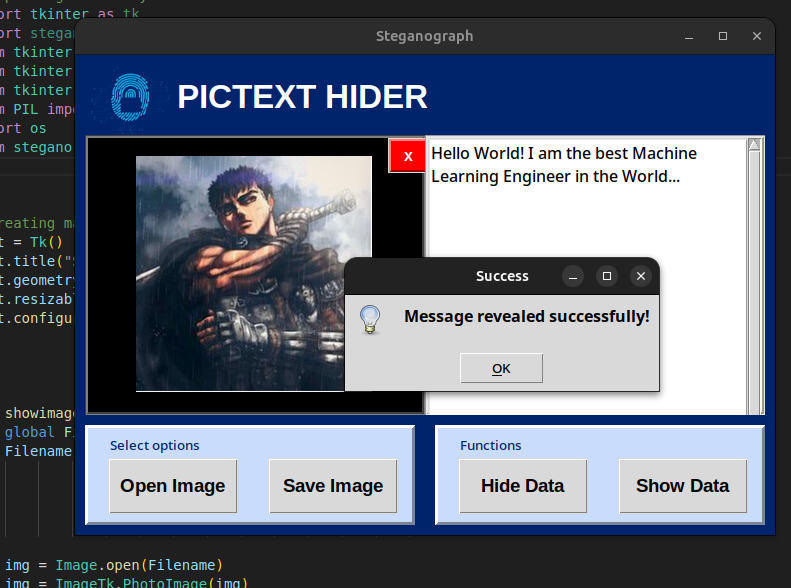 ort tkinter as tk
ort stegan
m tkinter
m tkinter
m tkinter
m PIL impo
ort os
m stegano
reating ma
t = Tk()
t.title("S
t.geometry
t.resizabl
t.configu
showimage
global Fi
Filename
img = Image.open(Filename)
img = ImageTk.PhotoImage(img)
Steganograph
PICTEXT HIDER
x
Hello World! I am the best Machine
Learning Engineer in the World...
Success
Message revealed successfully!
OK
Select options
Open Image
Save Image
Functions
Hide Data
Show Data